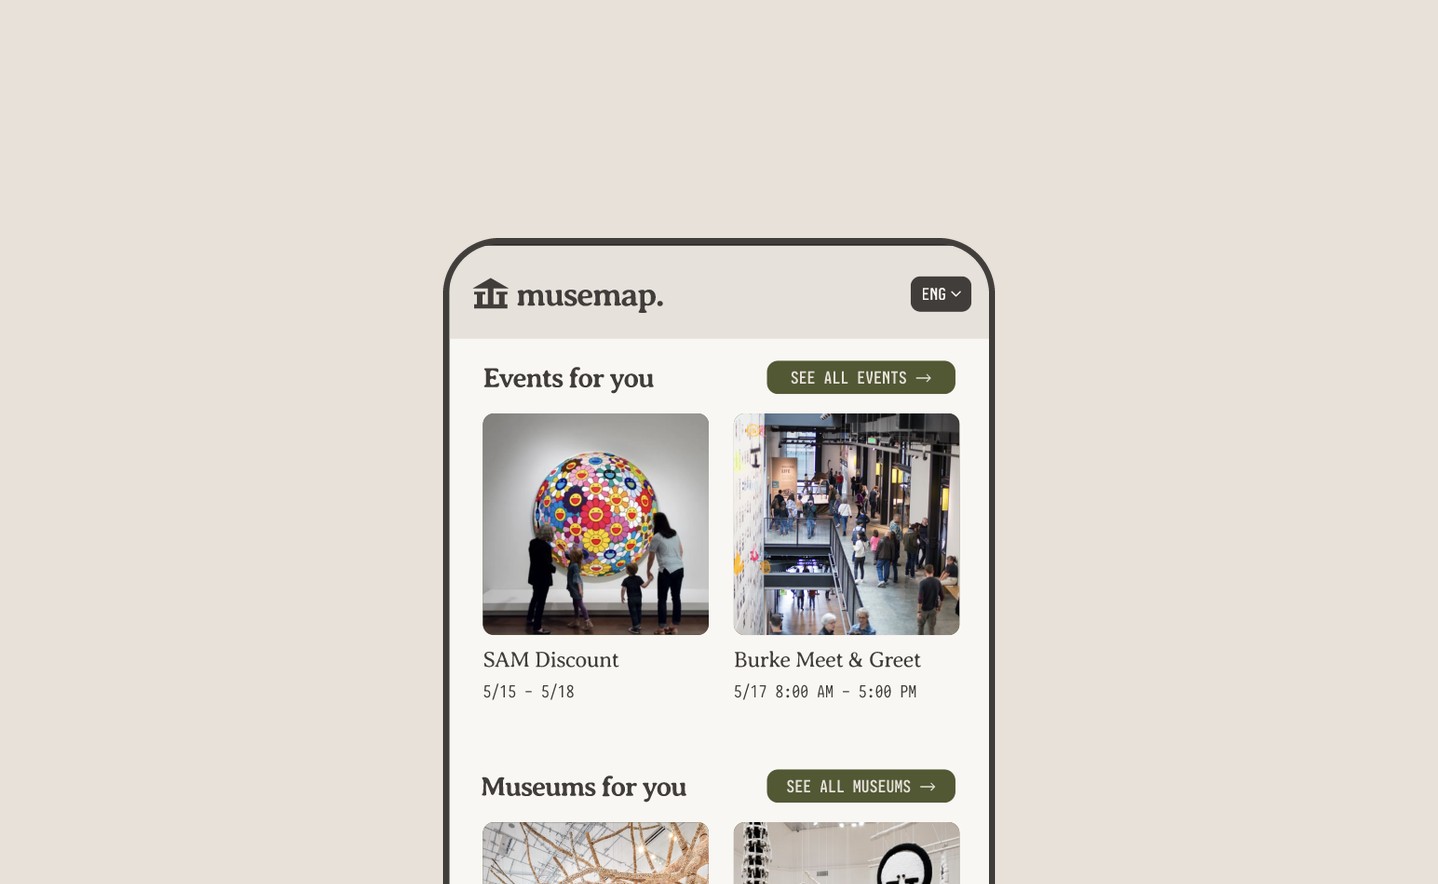 musemap.
ENG
Events for you
SEE ALL EVENTS →
SAM Discount
5/15 – 5/18
Burke Meet & Greet
5/17 8:00 AM – 5:00 PM
Museums for you
SEE ALL MUSEUMS →